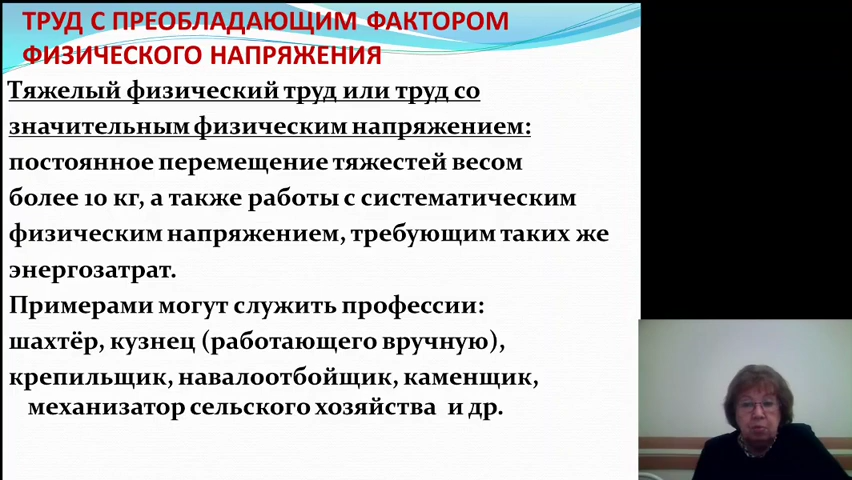 ТРУД С ПРЕОБЛАДАЮЩИМ ФАКТОРОМ
ФИЗИЧЕСКОГО НАПРЯЖЕНИЯ
Тяжелый физический труд или труд со
значительным физическим напряжением:
постоянное перемещение тяжестей весом
более 10 кг, а также работы с систематическим
физическим напряжением, требующим таких же
энергозатрат.
Примерами могут служить профессии:
шахтёр, кузнец (работающего вручную),
крепильщик, навалоотбойщик, каменщик,
механизатор сельского хозяйства и др.